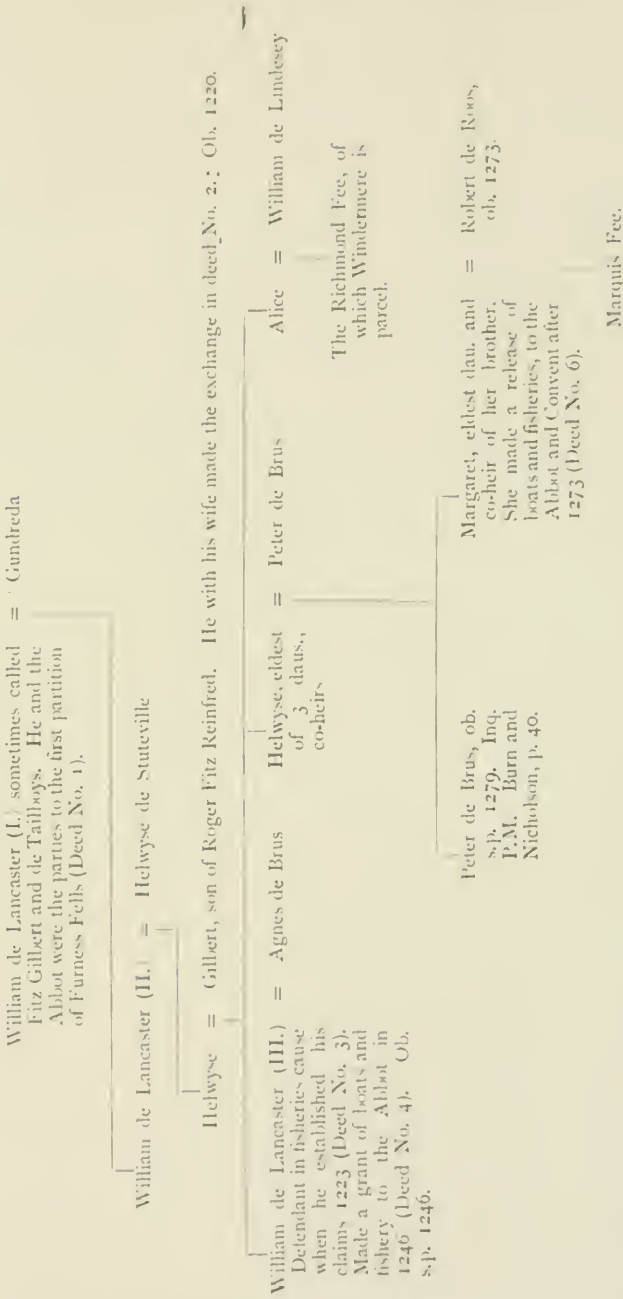 William de Lancaster (I.) sometimes called = Gundreda
Fitz Gilbert and de Tailboys. He and the
Abbot were the parties to the first partition
of Furness Fells (Deed No. 1).
William de Lancaster (II.) = Helwyse de Stuteville
Helwyse = Gilbert, son of Roger Fitz Reinfred. He with his wife made the exchange in deed No. 2.; Ob. 1220.
William de Lancaster (III.) = Agnes de Brus
Defendant in fisheries cause
when he established his
claims 1223 (Deed No. 3).
Made a grant of boats and
fishery to the Abbot in
1246 (Deed No. 4). Ob.
s.p. 1246.
Helwyse, eldest = Peter de Brus
of 3 daus.,
co-heirs
Alice = William de Lindesey
The Richmond Fee, of
which Windermere is
parcel.
Peter de Brus, ob.
s.p. 1279. Inq.
P.M. Burn and
Nicholson, p. 40.
Margaret, eldest dau. and = Robert de Roos,
co-heir of her brother. ob. 1273.
She made a release of
boats and fisheries, to the
Abbot and Convent after
1273 (Deed No. 6).
Marquis Fee.